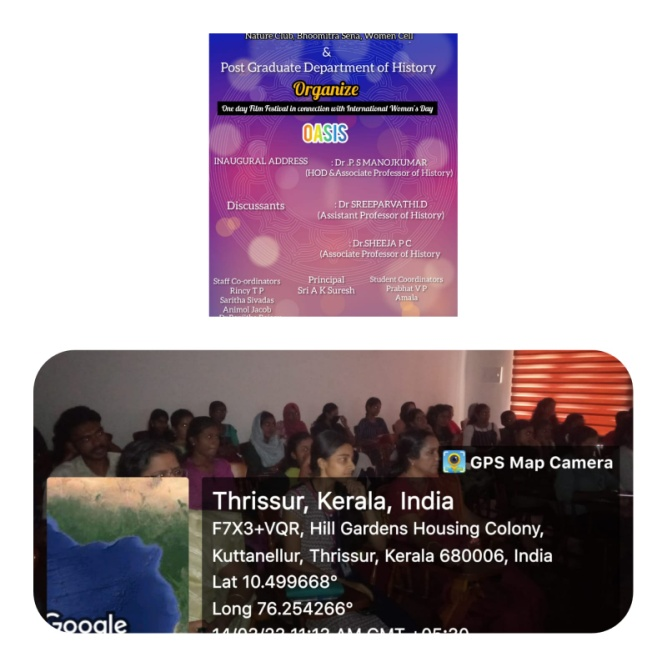 Nature Club, Bhoomitra Sena, Women Cell
&
Post Graduate Department of History
Organize
One day Film Festival in connection with International Women's Day
OASIS
INAUGURAL ADDRESS : Dr .P. S MANOJKUMAR
(HOD &Associate Professor of History)
Discussants : Dr SREEPARVATHI.D
(Assistant Professor of History)
: Dr.SHEEJA P C
(Associate Professor of History
Staff Co-ordinators
Rincy T P
Saritha Sivadas
Animol Jacob
Principal
Sri A K Suresh
Student Coordinators
Prabhat V P
Amala
GPS Map Camera
Thrissur, Kerala, India
F7X3+VQR, Hill Gardens Housing Colony,
Kuttanellur, Thrissur, Kerala 680006, India
Lat 10.499668°
Long 76.254266°
Google